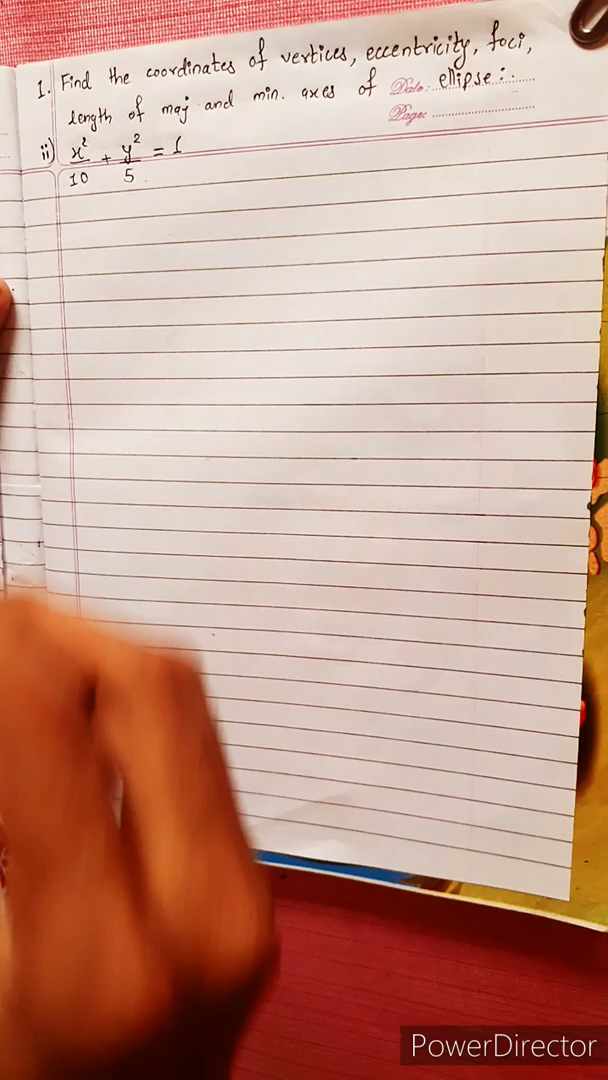 1. Find the coordinates of vertices, eccentricity, foci,
length of maj and min. axes of ellipse:.
Date:
Page:
ii) x²/10 + y²/5 = 1
PowerDirector